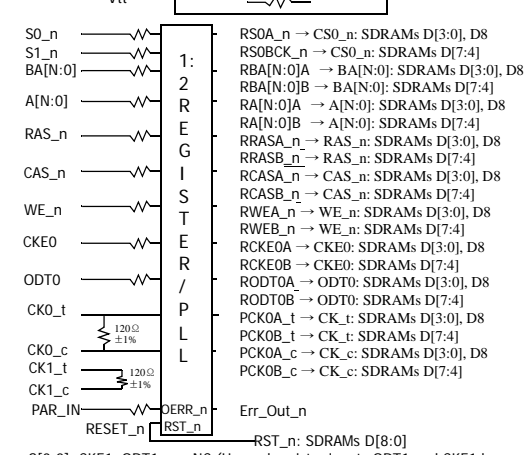 S0_n
S1_n
BA[N:0]
A[N:0]
RAS_n
CAS_n
WE_n
CKE0
ODT0
CK0_t
120Ω
±1%
CK0_c
CK1_t
120Ω
±1%
CK1_c
PAR_IN
RESET_n
1:
2
R
E
G
I
S
T
E
R
/
P
L
L
OERR_n
RST_n
RS0A_n → CS0_n: SDRAMs D[3:0], D8
RS0BCK_n → CS0_n: SDRAMs D[7:4]
RBA[N:0]A → BA[N:0]: SDRAMs D[3:0], D8
RBA[N:0]B → BA[N:0]: SDRAMs D[7:4]
RA[N:0]A → A[N:0]: SDRAMs D[3:0], D8
RA[N:0]B → A[N:0]: SDRAMs D[7:4]
RRASA_n → RAS_n: SDRAMs D[3:0], D8
RRASB_n → RAS_n: SDRAMs D[7:4]
RCASA_n → CAS_n: SDRAMs D[3:0], D8
RCASB_n → CAS_n: SDRAMs D[7:4]
RWEA_n → WE_n: SDRAMs D[3:0], D8
RWEB_n → WE_n: SDRAMs D[7:4]
RCKE0A → CKE0: SDRAMs D[3:0], D8
RCKE0B → CKE0: SDRAMs D[7:4]
RODT0A → ODT0: SDRAMs D[3:0], D8
RODT0B → ODT0: SDRAMs D[7:4]
PCK0A_t → CK_t: SDRAMs D[3:0], D8
PCK0B_t → CK_t: SDRAMs D[7:4]
PCK0A_c → CK_c: SDRAMs D[3:0], D8
PCK0B_c → CK_c: SDRAMs D[7:4]
Err_Out_n
RST_n: SDRAMs D[8:0]